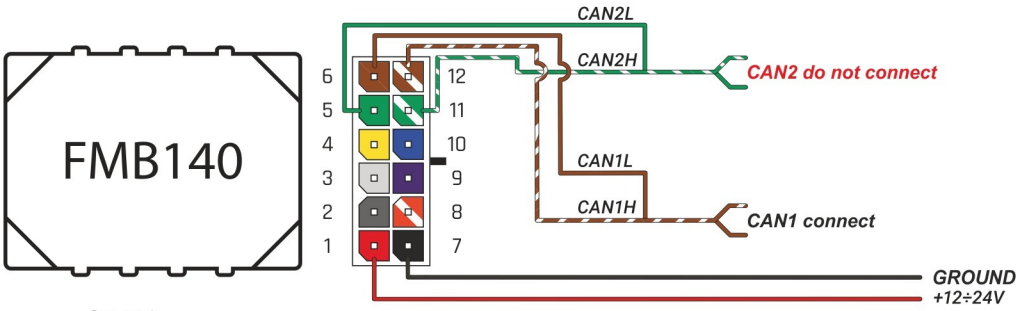 CAN2L
CAN2H
CAN2 do not connect
FMB140
6 12
5 11
4 10
3 9
2 8
1 7
CAN1L
CAN1H
CAN1 connect
GROUND
+12÷24V